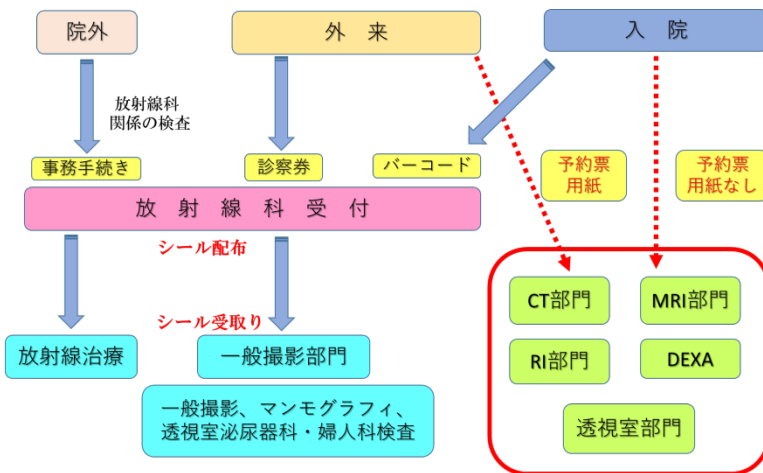 院外
外 来
入 院
放射線科
関係の検査
事務手続き
診察券
バーコード
予約票
用紙
予約票
用紙なし
放 射 線 科 受 付
シール配布
シール受取り
放射線治療
一般撮影部門
一般撮影、マンモグラフィ、
透視室泌尿器科・婦人科検査
CT部門
MRI部門
RI部門
DEXA
透視室部門